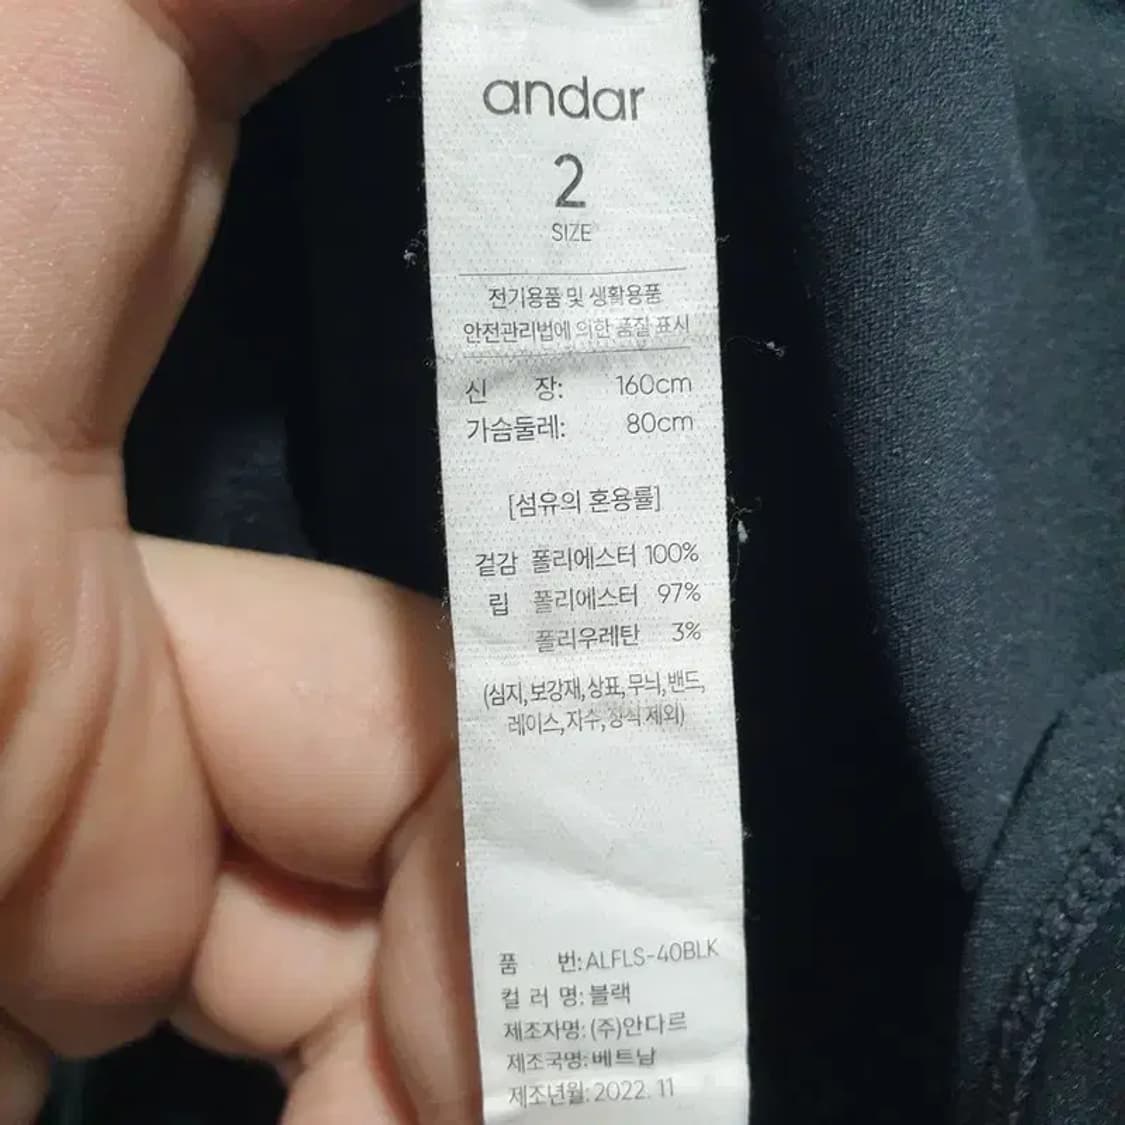 andar
2
SIZE
전기용품 및 생활용품
안전관리법에 의한 품질 표시
신 장: 160cm
가슴둘레: 80cm
[섬유의 혼용률]
겉감 폴리에스터 100%
립 폴리에스터 97%
폴리우레탄 3%
(심지,보강재,상표,무늬,밴드,
레이스,자수,장식 제외)
품 번: ALFLS-40BLK
컬 러 명: 블랙
제조자명: (주)안다르
제조국명: 베트남
제조년월: 2022. 11